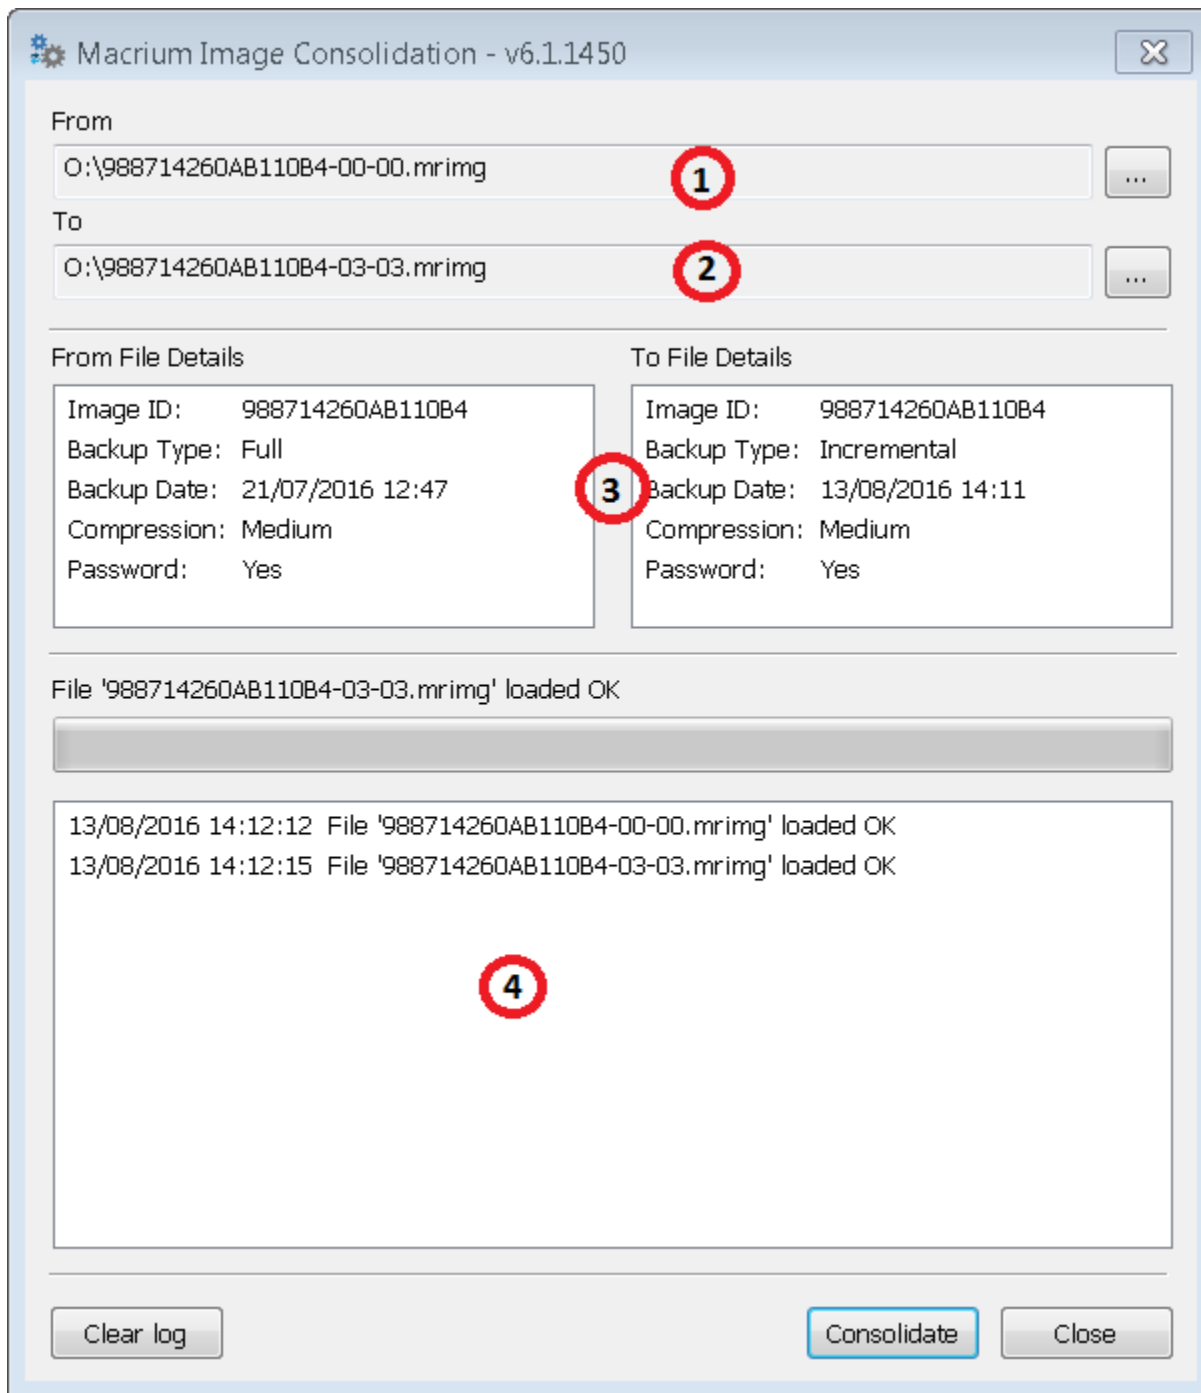 Macrium Image Consolidation - v6.1.1450
From
O:\988714260AB110B4-00-00.mrimg
1
...
To
O:\988714260AB110B4-03-03.mrimg
2
...
From File Details
Image ID: 988714260AB110B4
Backup Type: Full
Backup Date: 21/07/2016 12:47
Compression: Medium
Password: Yes
3
To File Details
Image ID: 988714260AB110B4
Backup Type: Incremental
Backup Date: 13/08/2016 14:11
Compression: Medium
Password: Yes
File '988714260AB110B4-03-03.mrimg' loaded OK
13/08/2016 14:12:12 File '988714260AB110B4-00-00.mrimg' loaded OK
13/08/2016 14:12:15 File '988714260AB110B4-03-03.mrimg' loaded OK
4
Clear log
Consolidate
Close